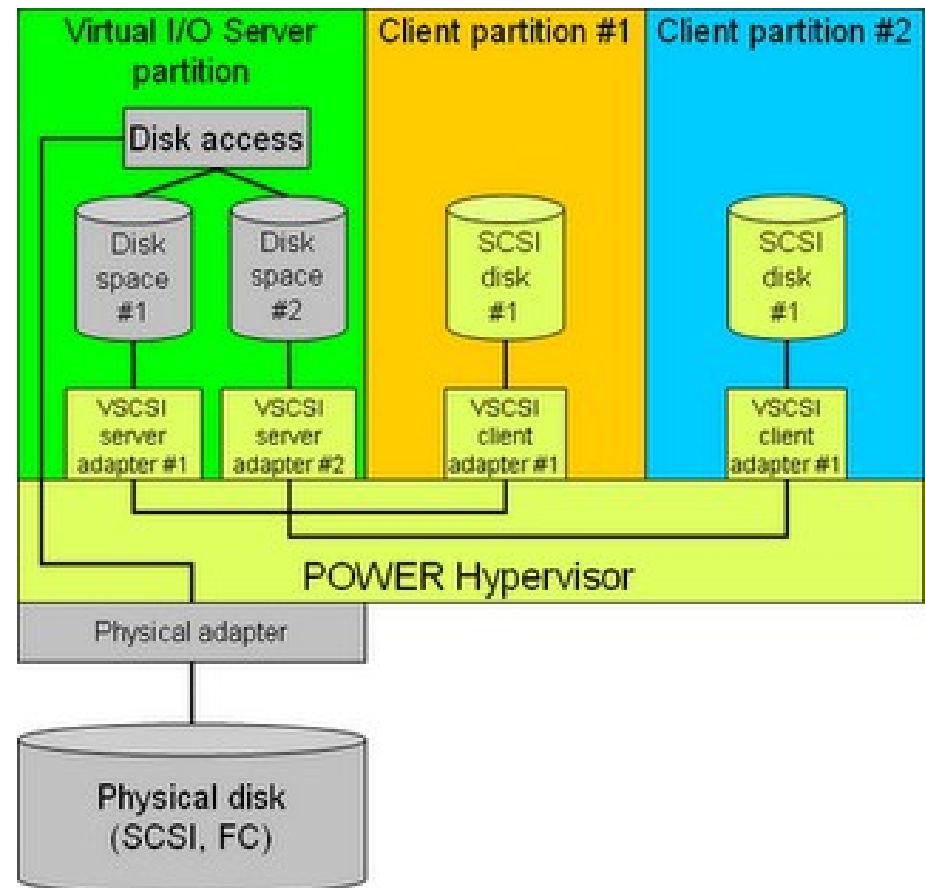 Virtual I/O Server
partition
Client partition #1
Client partition #2
Disk access
Disk
space
#1
Disk
space
#2
SCSI
disk
#1
SCSI
disk
#1
VSCSI
server
adapter #1
VSCSI
server
adapter #2
VSCSI
client
adapter #1
VSCSI
client
adapter #1
POWER Hypervisor
Physical adapter
Physical disk
(SCSI, FC)